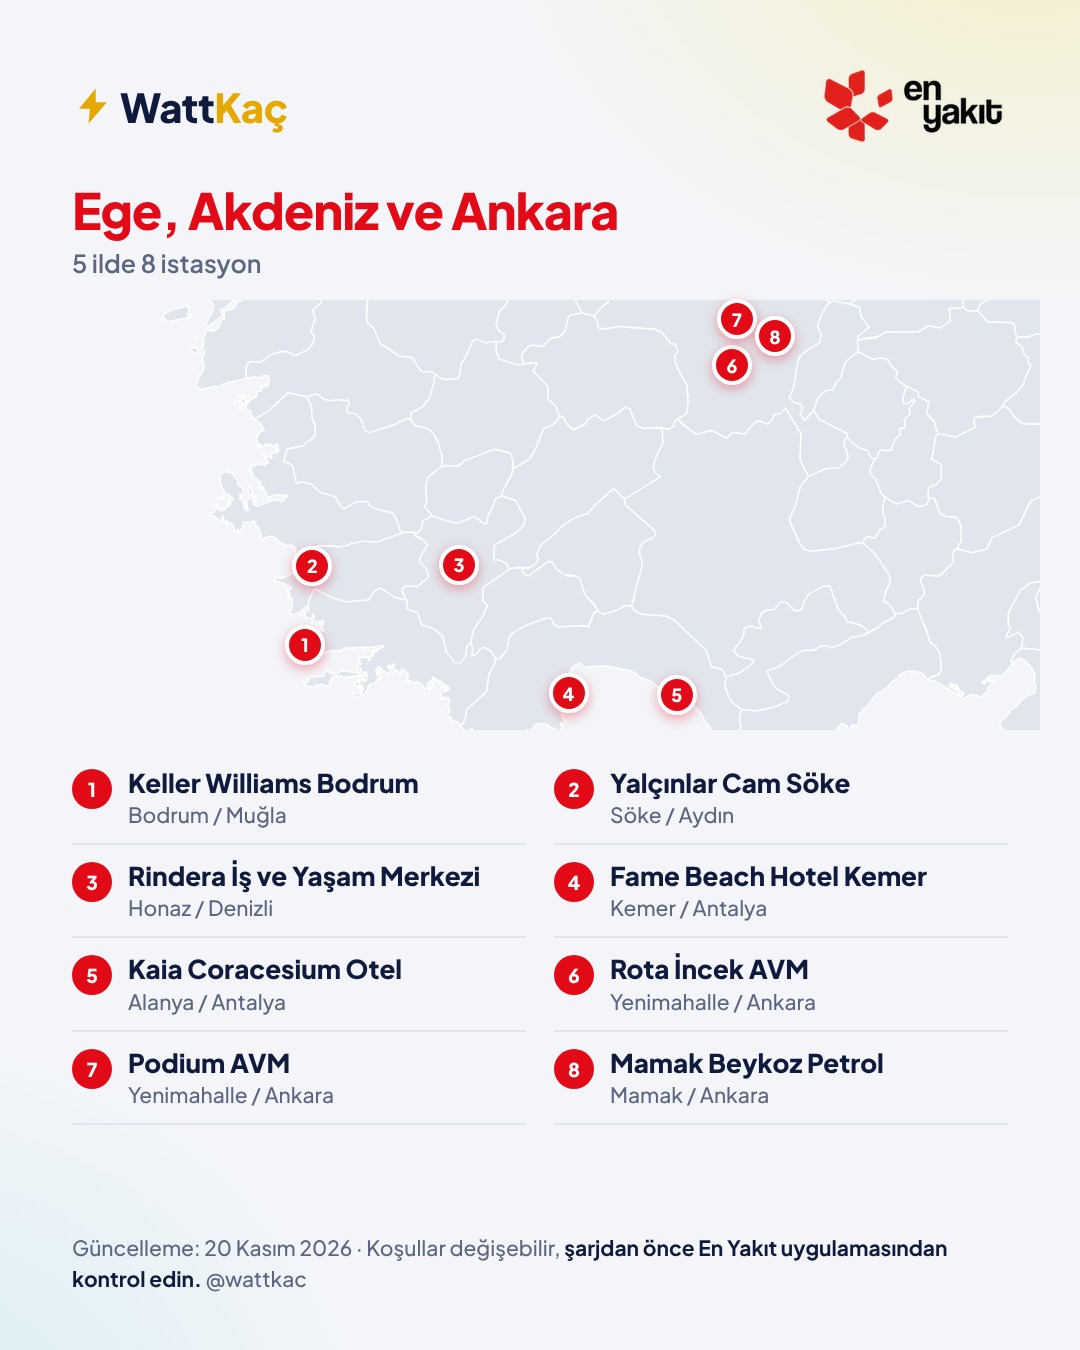 WattKaç
en
yakıt
Ege, Akdeniz ve Ankara
5 ilde 8 istasyon
7
8
6
2
3
1
4
5
1 Keller Williams Bodrum
Bodrum / Muğla
2 Yalçınlar Cam Söke
Söke / Aydın
3 Rindera İş ve Yaşam Merkezi
Honaz / Denizli
4 Fame Beach Hotel Kemer
Kemer / Antalya
5 Kaia Coracesium Otel
Alanya / Antalya
6 Rota İncek AVM
Yenimahalle / Ankara
7 Podium AVM
Yenimahalle / Ankara
8 Mamak Beykoz Petrol
Mamak / Ankara
Güncelleme: 20 Kasım 2026 · Koşullar değişebilir, şarjdan önce En Yakıt uygulamasından
kontrol edin. @wattkac